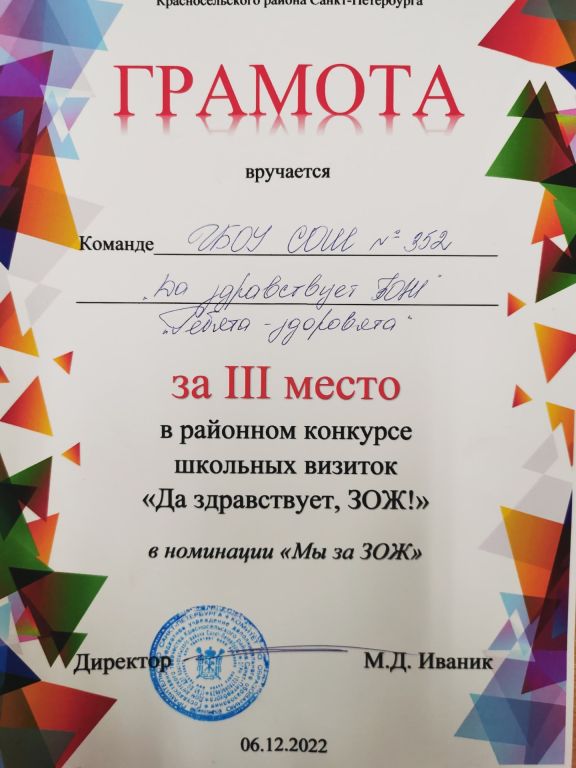 Красносельского района Санкт-Петербурга
ГРАМОТА
вручается
Команде ГБОУ СОШ № 352
"Да здравствует ЗОЖ"
"Ребята-здоровята"
за III место
в районном конкурсе
школьных визиток
«Да здравствует, ЗОЖ!»
в номинации «Мы за ЗОЖ»
Директор М.Д. Иваник
06.12.2022